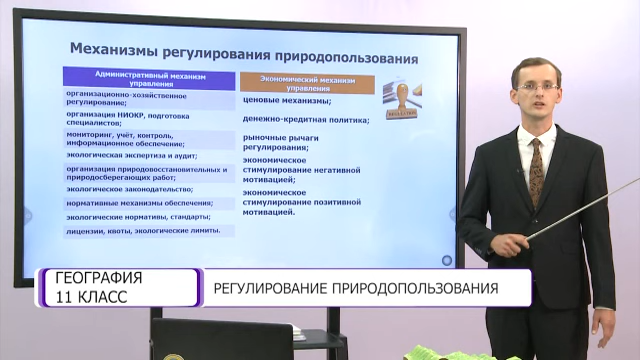 Механизмы регулирования природопользования
Административный механизм
управления
организационно-хозяйственное
регулирование;
организация НИОКР, подготовка
специалистов;
мониторинг, учёт, контроль,
информационное обеспечение;
экологическая экспертиза и аудит;
организация природовосстановительных и
природосберегающих работ;
экологическое законодательство;
нормативные механизмы обеспечения;
экологические нормативы, стандарты;
лицензии, квоты, экологические лимиты.
Экономический механизм
управления
ценовые механизмы;
денежно-кредитная политика;
рыночные рычаги
регулирования;
экономическое
стимулирование негативной
мотивацией;
экономическое
стимулирование позитивной
мотивацией.
ГЕОГРАФИЯ
11 КЛАСС
РЕГУЛИРОВАНИЕ ПРИРОДОПОЛЬЗОВАНИЯ